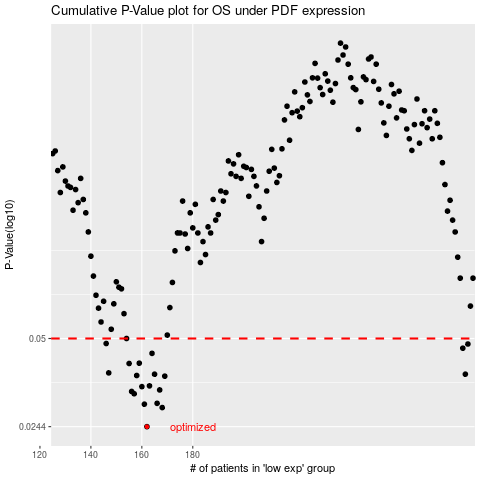 Cumulative P-Value plot for OS under PDF expression
P-Value(log10)
0.05
0.0244
optimized
120 140 160 180
# of patients in 'low exp' group